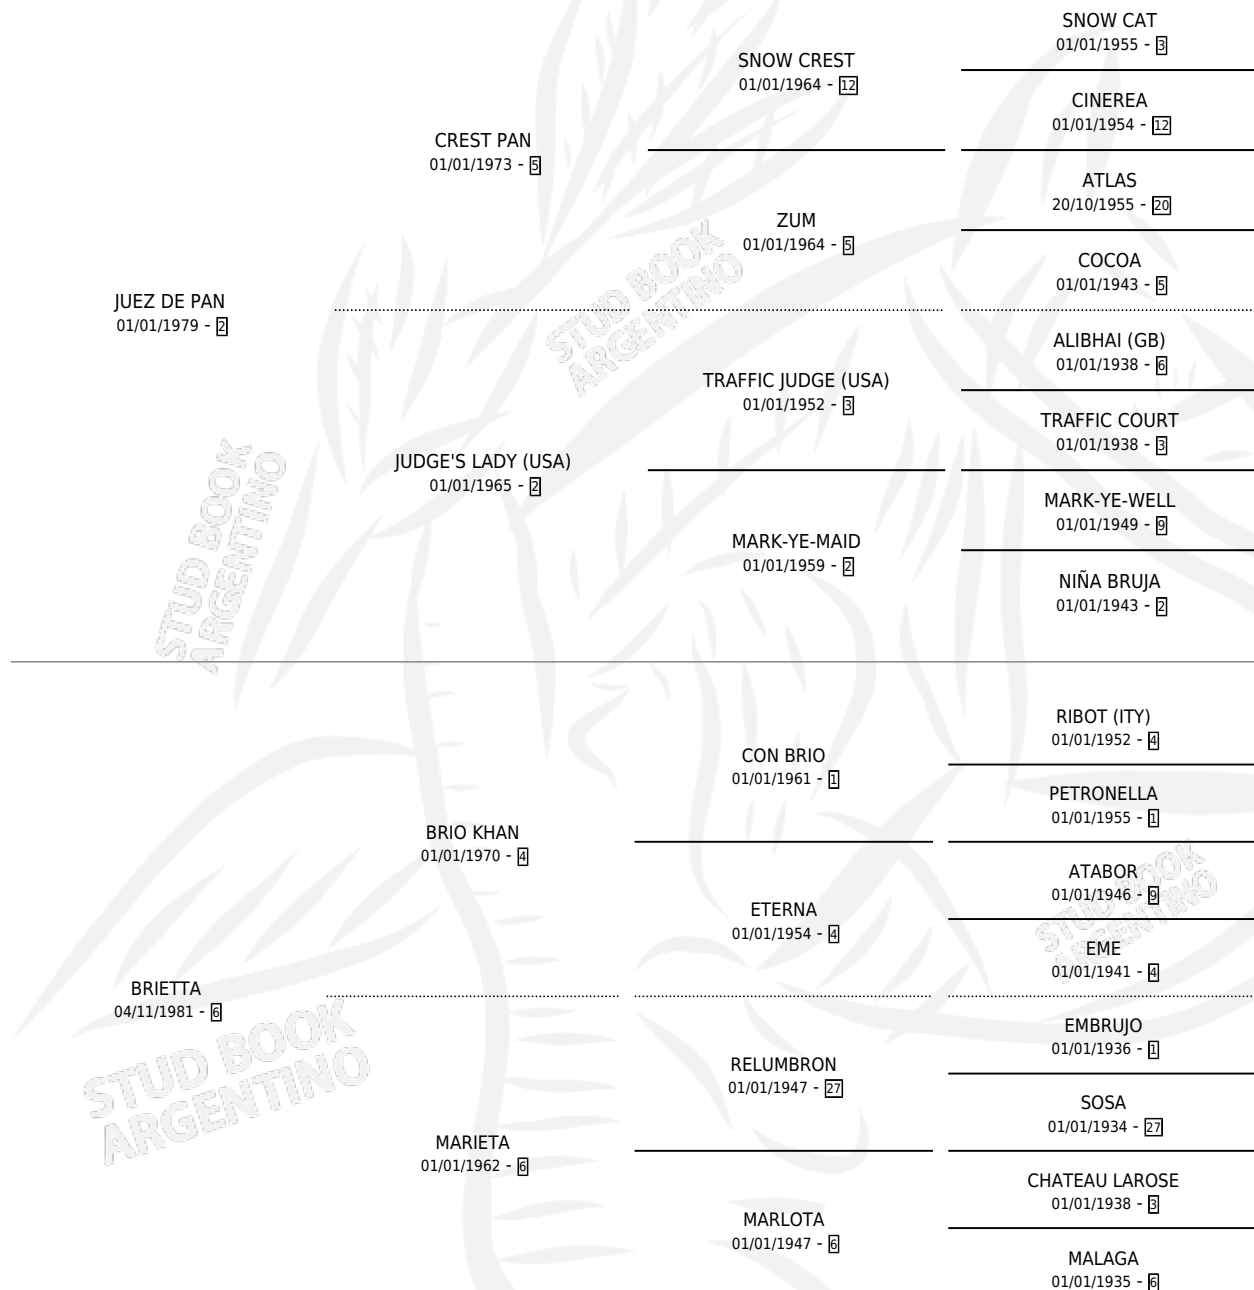 SNOW CAT
01/01/1955 - 3
SNOW CREST
01/01/1964 - 12
CINEREA
01/01/1954 - 12
CREST PAN
01/01/1973 - 5
ATLAS
20/10/1955 - 20
ZUM
01/01/1964 - 5
COCOA
01/01/1943 - 5
JUEZ DE PAN
01/01/1979 - 2
STUD BOOK
ARGENTINO
ALIBHAI (GB)
01/01/1938 - 6
TRAFFIC JUDGE (USA)
01/01/1952 - 3
TRAFFIC COURT
01/01/1938 - 3
JUDGE'S LADY (USA)
01/01/1965 - 2
MARK-YE-WELL
01/01/1949 - 9
MARK-YE-MAID
01/01/1959 - 2
NIÑA BRUJA
01/01/1943 - 2
STUD BOOK
ARGENTINO
RIBOT (ITY)
01/01/1952 - 4
CON BRIO
01/01/1961 - 1
PETRONELLA
01/01/1955 - 1
BRIO KHAN
01/01/1970 - 4
ATABOR
01/01/1946 - 9
ETERNA
01/01/1954 - 4
EME
01/01/1941 - 4
STUD BOOK
ARGENTINO
BRIETTA
04/11/1981 - 6
EMBRUJO
01/01/1936 - 1
RELUMBRON
01/01/1947 - 27
SOSA
01/01/1934 - 27
STUD BOOK
ARGENTINO
MARIETA
01/01/1962 - 6
CHATEAU LAROSE
01/01/1938 - 3
MARLOTA
01/01/1947 - 6
MALAGA
01/01/1935 - 6